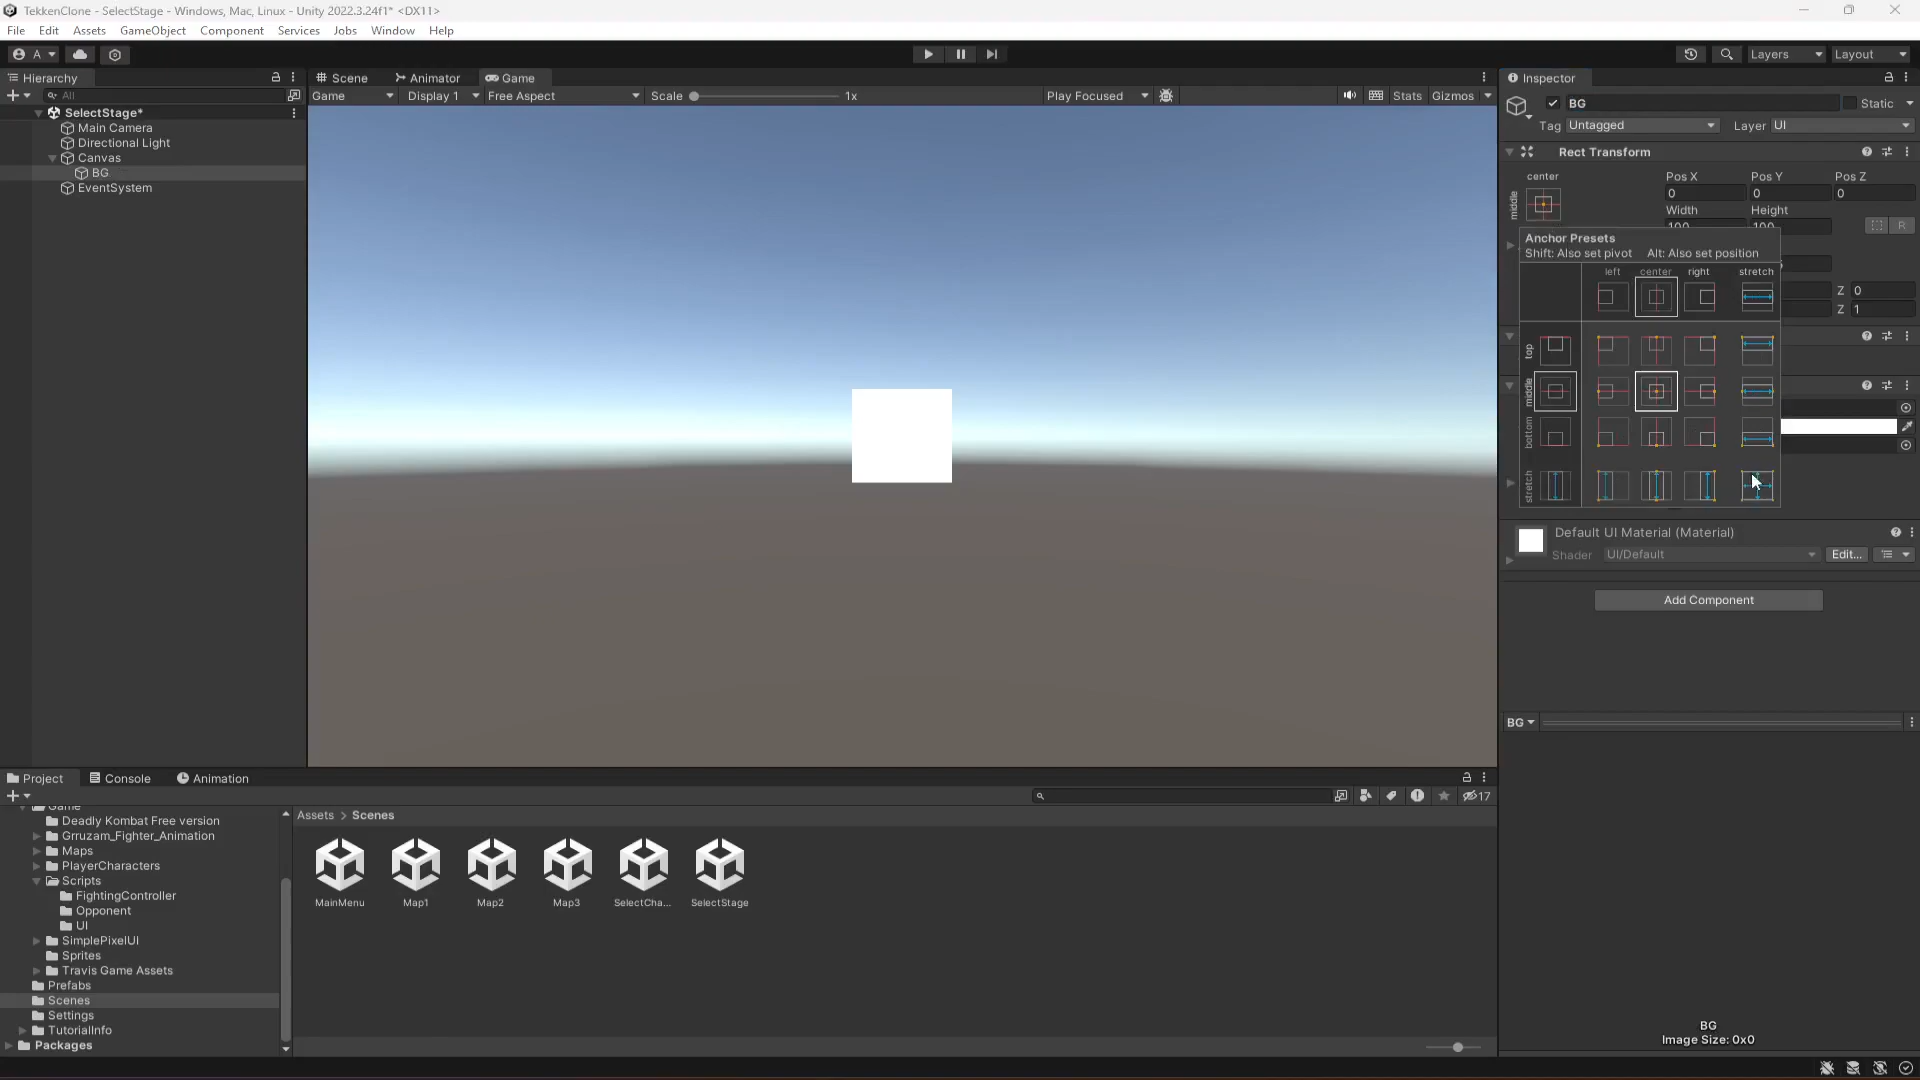 TekkenClone - SelectStage - Windows, Mac, Linux - Unity 2022.3.24f1* <DX11>
File Edit Assets GameObject Component Services Jobs Window Help
A Layers Layout
Hierarchy
All
SelectStage*
Main Camera
Directional Light
Canvas
BG
EventSystem
Scene Animator Game
Game Display 1 Free Aspect Scale 1x Play Focused Stats Gizmos
Inspector
BG Static
Tag Untagged Layer UI
Rect Transform
center Pos X Pos Y Pos Z
middle 0 0 0
Width Height
100 100 R
Anchor Presets
Shift: Also set pivot Alt: Also set position
left center right stretch
Z 0
Z 1
top
middle
bottom
stretch
Default UI Material (Material)
Shader UI/Default Edit...
Add Component
BG
BG
Image Size: 0x0
Project Console Animation
17
Game
Deadly Kombat Free version
Grruzam_Fighter_Animation
Maps
PlayerCharacters
Scripts
FightingController
Opponent
UI
SimplePixelUI
Sprites
Travis Game Assets
Prefabs
Scenes
Settings
TutorialInfo
Packages
Assets > Scenes
MainMenu Map1 Map2 Map3 SelectCha... SelectStage